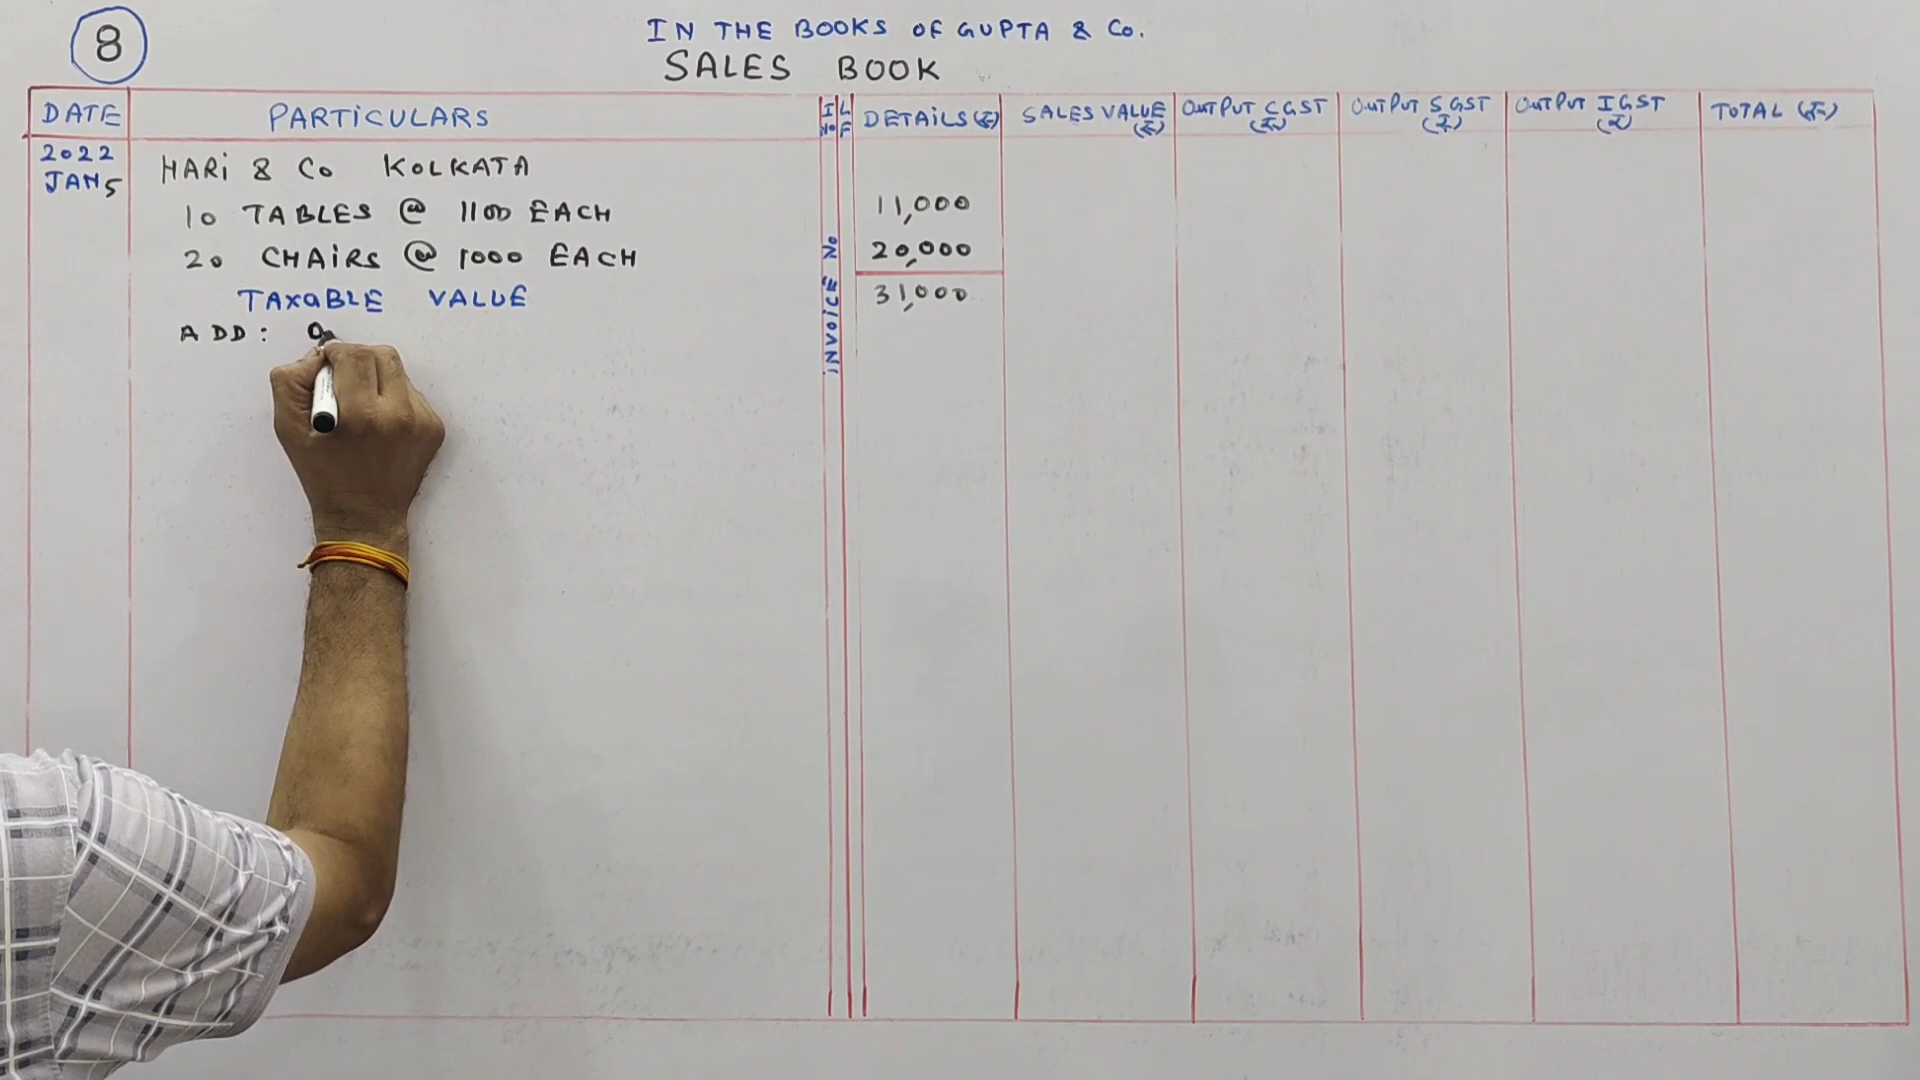 8
IN THE BOOKS OF GUPTA & Co.
SALES BOOK
DATE PARTICULARS I No L F DETAILS (₹) SALES VALUE (₹) OUTPUT CGST (₹) OUTPUT SGST (₹) OUTPUT IGST (₹) TOTAL (₹)
2022
JAN 5 HARI & Co KOLKATA
10 TABLES @ 1100 EACH 11,000
20 CHAIRS @ 1000 EACH 20,000
TAXABLE VALUE 31,000
ADD:
INVOICE No